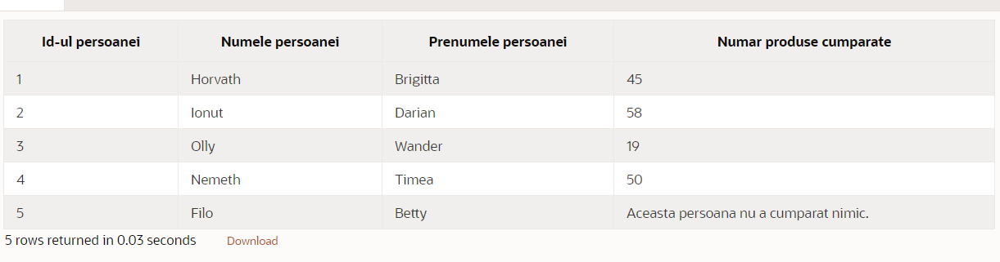 Id-ul persoanei Numele persoanei Prenumele persoanei Numar produse cumparate
1 Horvath Brigitta 45
2 Ionut Darian 58
3 Olly Wander 19
4 Nemeth Timea 50
5 Filo Betty Aceasta persoana nu a cumparat nimic.
5 rows returned in 0.03 seconds Download